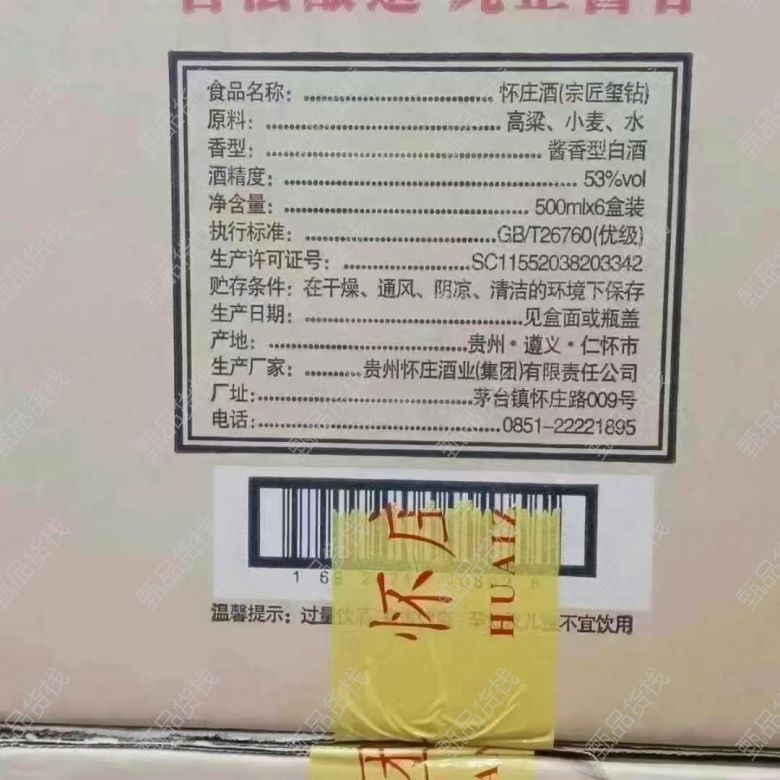 食品名称：怀庄酒(宗匠玺钻)
原料：高粱、小麦、水
香型：酱香型白酒
酒精度：53%vol
净含量：500mlx6盒装
执行标准：GB/T26760(优级)
生产许可证号：SC11552038203342
贮存条件：在干燥、通风、阴凉、清洁的环境下保存
生产日期：见盒面或瓶盖
产地：贵州·遵义·仁怀市
生产厂家：贵州怀庄酒业(集团)有限责任公司
厂址：茅台镇怀庄路009号
电话：0851-22221895
怀庄
HUAIZ
温馨提示：过量饮酒 不宜饮用
甄品货栈